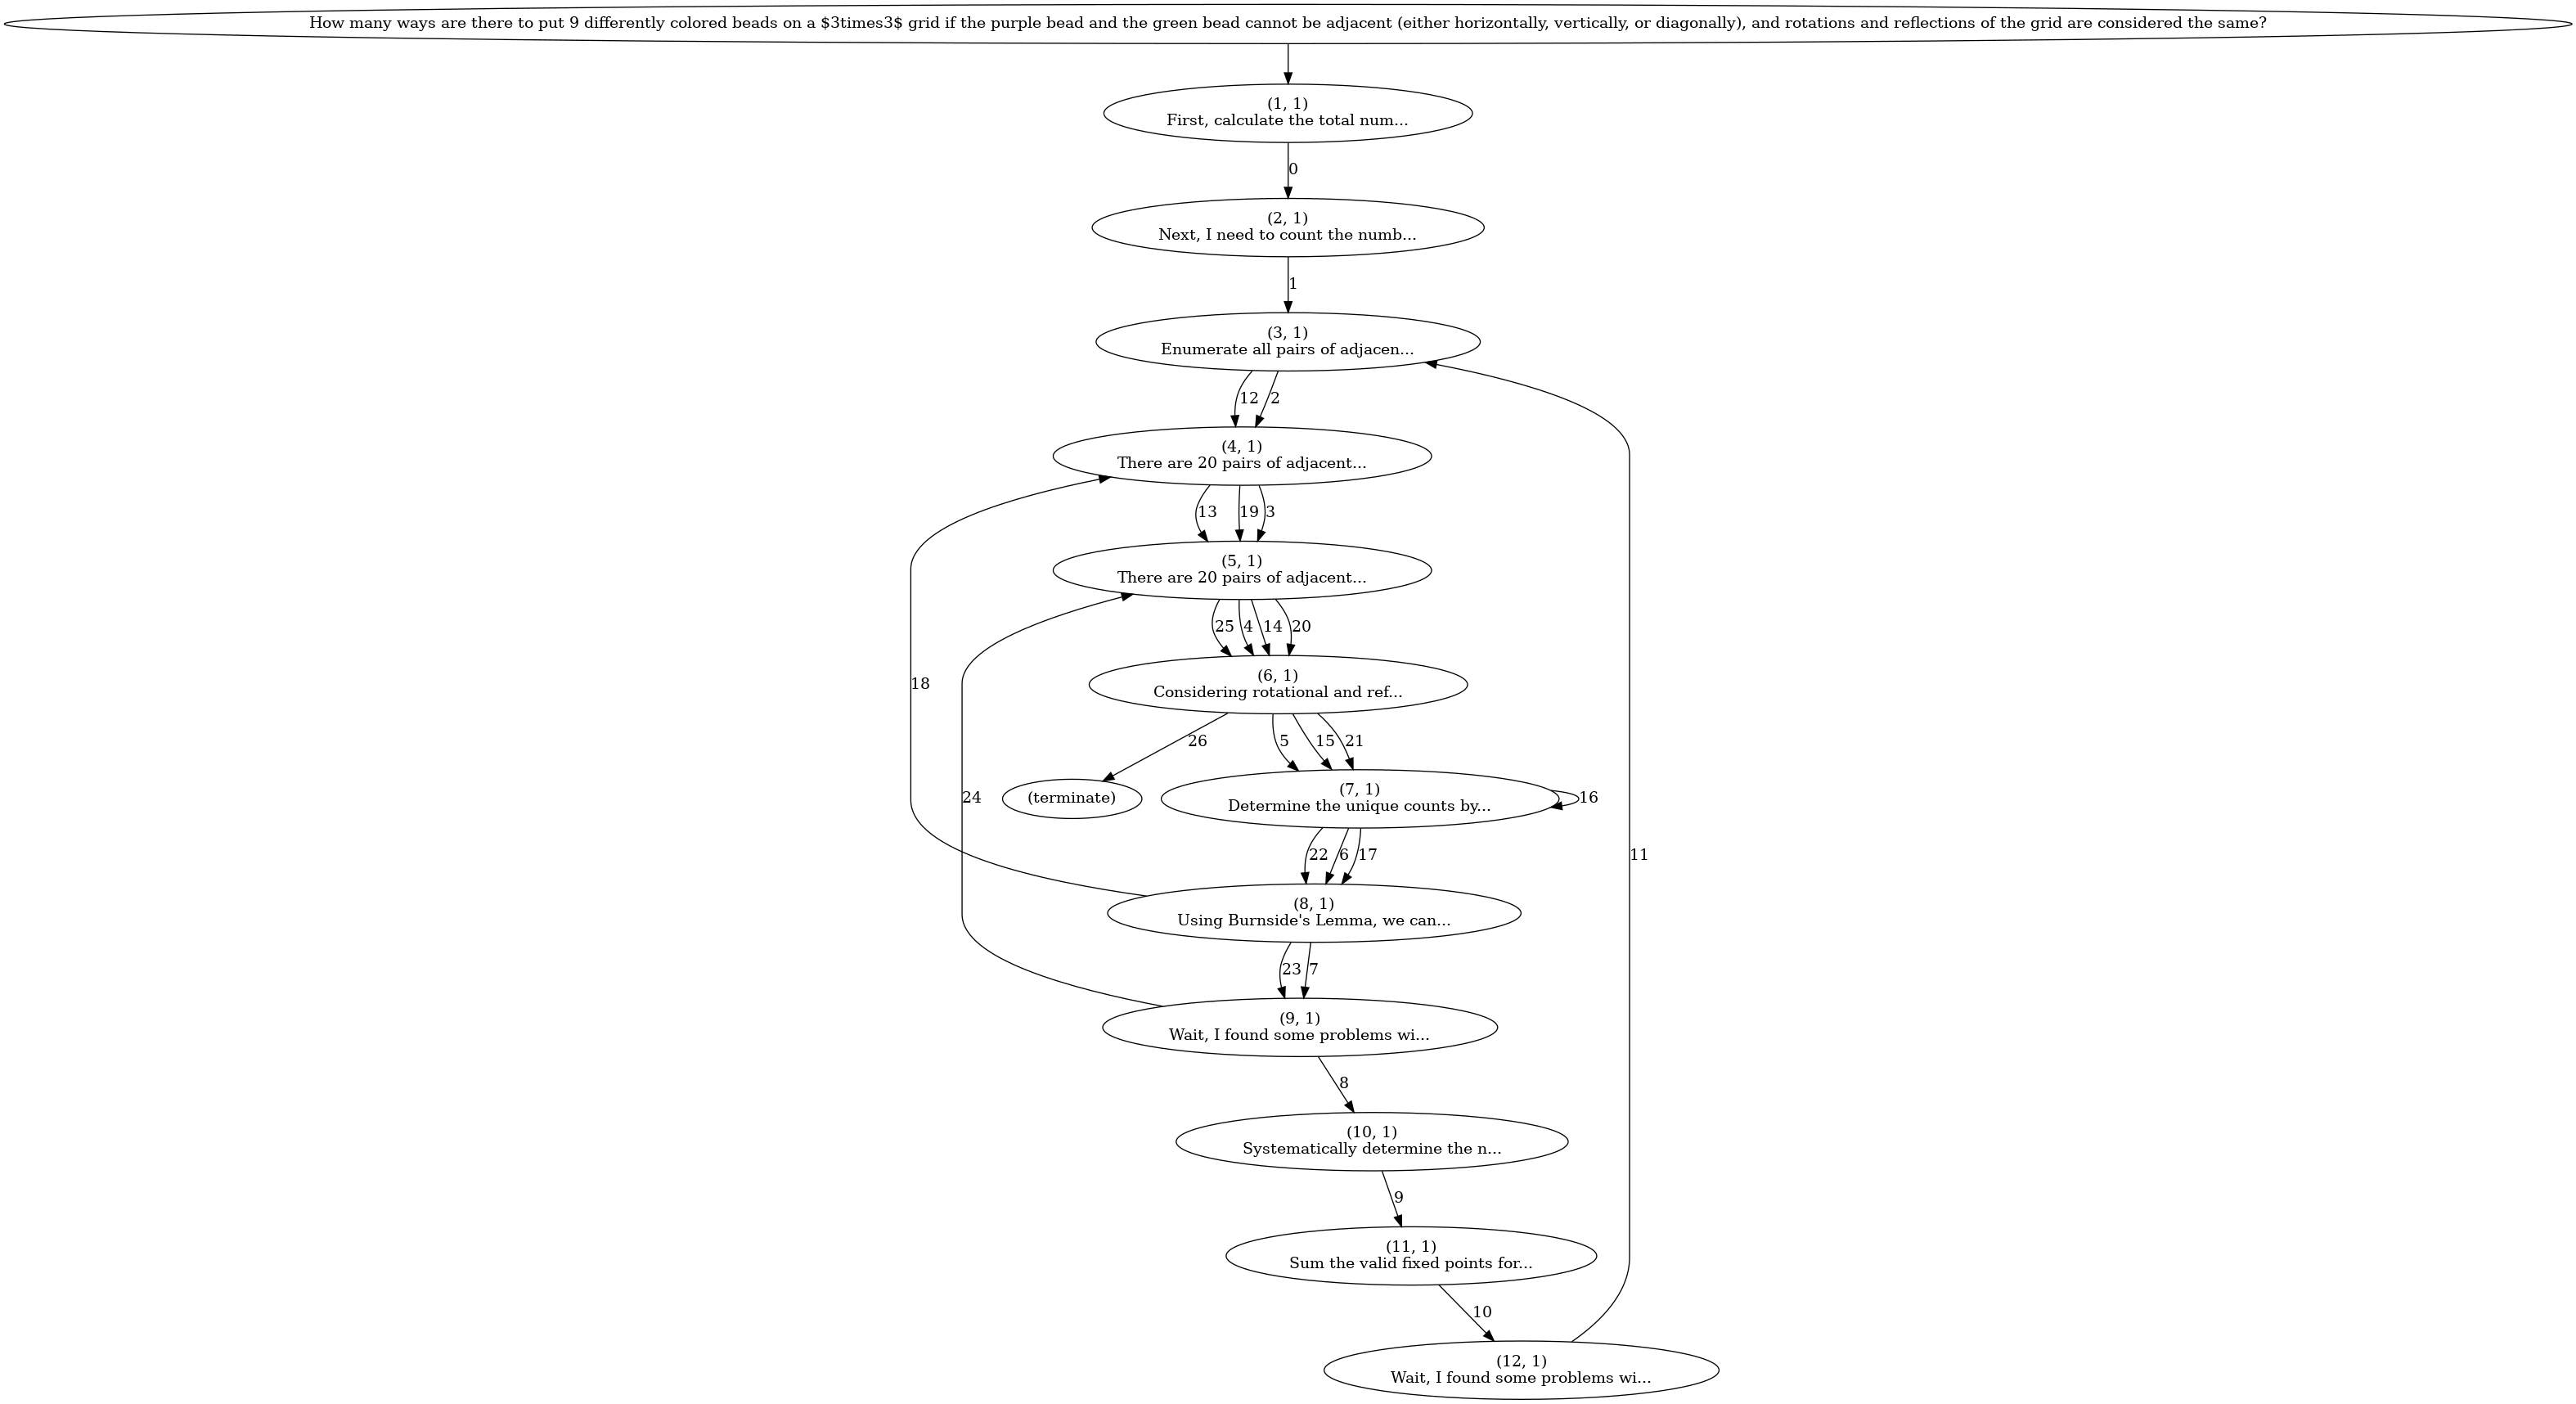 How many ways are there to put 9 differently colored beads on a $3times3$ grid if the purple bead and the green bead cannot be adjacent (either horizontally, vertically, or diagonally), and rotations and reflections of the grid are considered the same?
(1, 1)
First, calculate the total num...
0
(2, 1)
Next, I need to count the numb...
1
(3, 1)
Enumerate all pairs of adjacen...
12
2
(4, 1)
There are 20 pairs of adjacent...
13
19
3
(5, 1)
There are 20 pairs of adjacent...
25
4
14
20
(6, 1)
Considering rotational and ref...
18
26
5
15
21
(terminate)
24
(7, 1)
Determine the unique counts by...
16
22
6
17
11
(8, 1)
Using Burnside's Lemma, we can...
23
7
(9, 1)
Wait, I found some problems wi...
8
(10, 1)
Systematically determine the n...
9
(11, 1)
Sum the valid fixed points for...
10
(12, 1)
Wait, I found some problems wi...